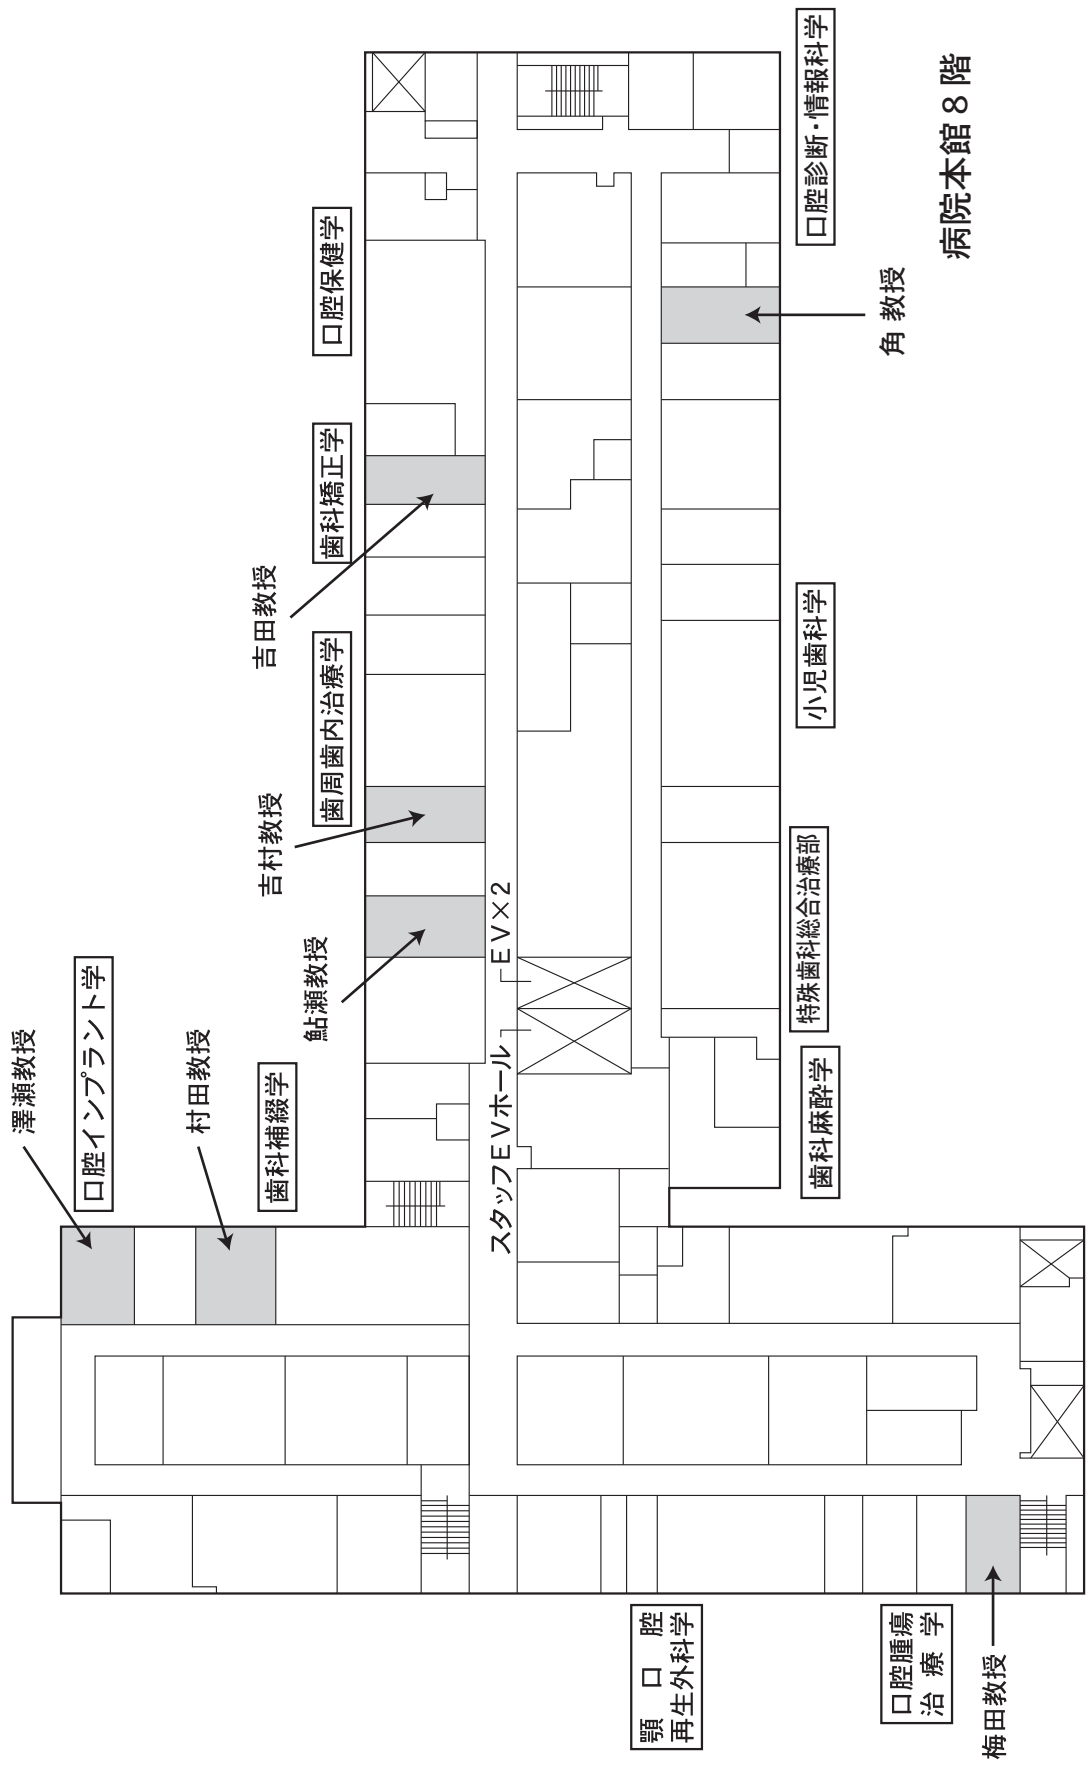 病院本館8階
澤瀬教授
口腔インプラント学
村田教授
歯科補綴学
鮎瀬教授
吉村教授
歯周歯内治療学
吉田教授
歯科矯正学
口腔保健学
スタッフEVホール
EV×2
顎口腔
再生外科学
口腔腫瘍
治療学
梅田教授
歯科麻酔学
特殊歯科総合治療部
小児歯科学
角教授
口腔診断・情報科学